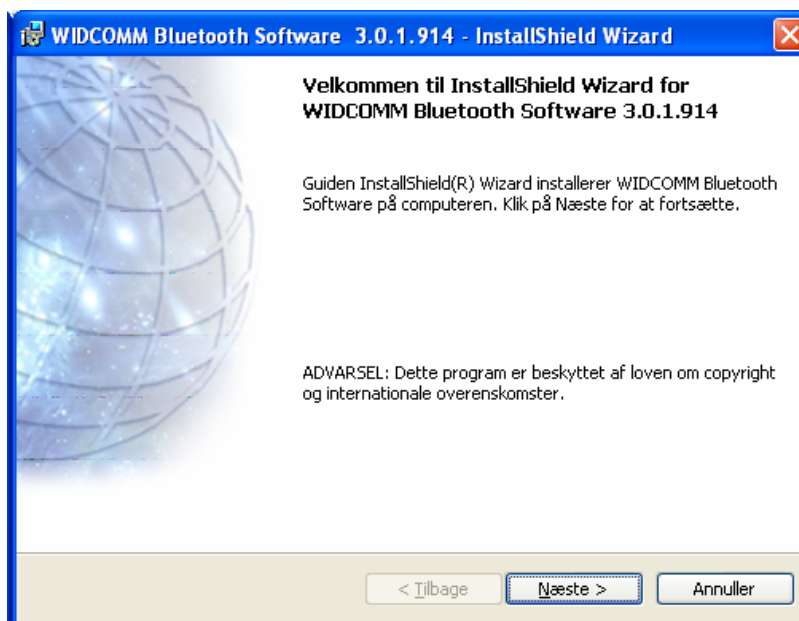 WIDCOMM Bluetooth Software 3.0.1.914 - InstallShield Wizard
Velkommen til InstallShield Wizard for
WIDCOMM Bluetooth Software 3.0.1.914
Guiden InstallShield(R) Wizard installerer WIDCOMM Bluetooth
Software på computeren. Klik på Næste for at fortsætte.
ADVARSEL: Dette program er beskyttet af loven om copyright
og internationale overenskomster.
< Tilbage
Næste >
Annuller